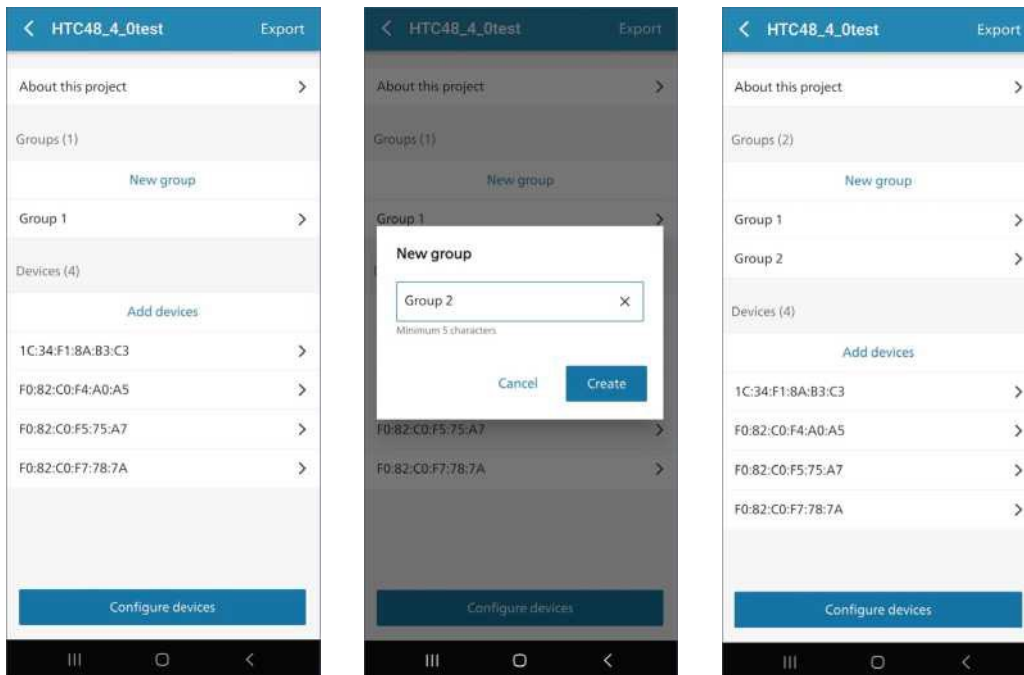 HTC48_4_0test Export
About this project
Groups (1)
New group
Group 1
Devices (4)
Add devices
1C:34:F1:8A:B3:C3
F0:82:C0:F4:A0:A5
F0:82:C0:F5:75:A7
F0:82:C0:F7:78:7A
Configure devices
HTC48_4_0test Export
About this project
Groups (1)
New group
Group 1
New group
Group 2
Minimum 5 characters
Cancel Create
F0:82:C0:F5:75:A7
F0:82:C0:F7:78:7A
Configure devices
HTC48_4_0test Export
About this project
Groups (2)
New group
Group 1
Group 2
Devices (4)
Add devices
1C:34:F1:8A:B3:C3
F0:82:C0:F4:A0:A5
F0:82:C0:F5:75:A7
F0:82:C0:F7:78:7A
Configure devices